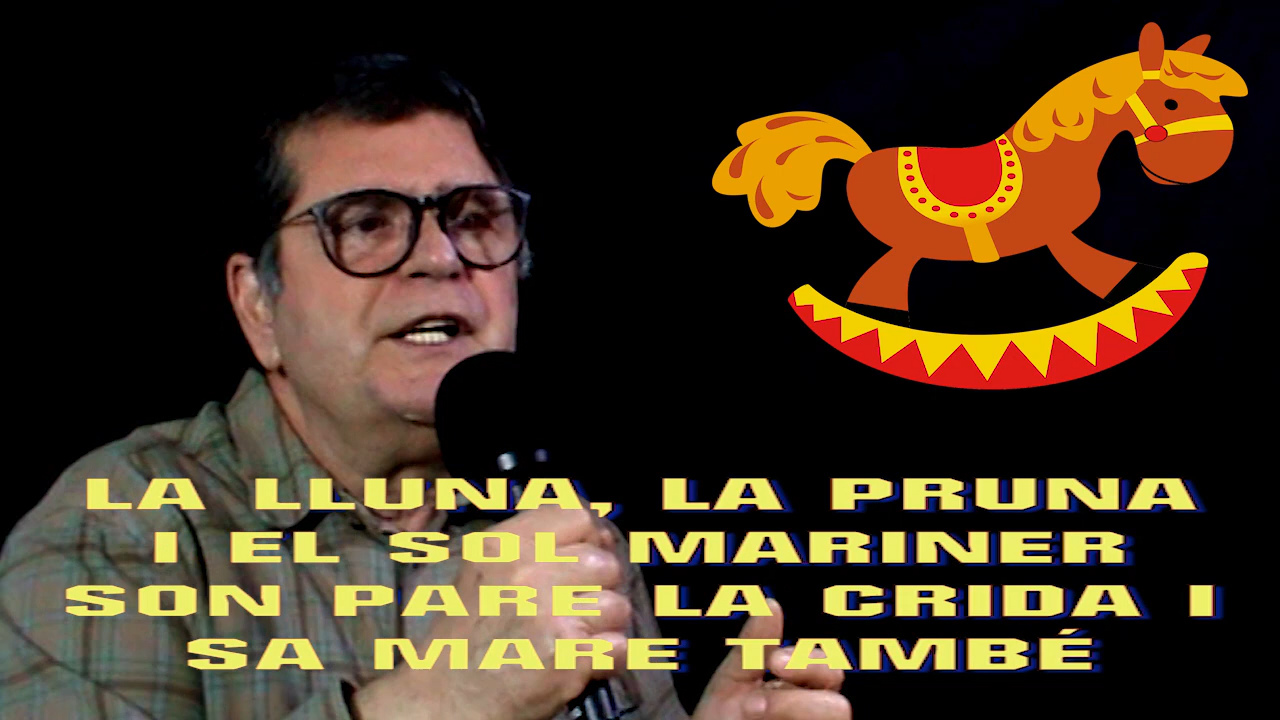 LA LLUNA, LA PRUNA
I EL SOL MARINER
SON PARE LA CRIDA I
SA MARE TAMBÉ